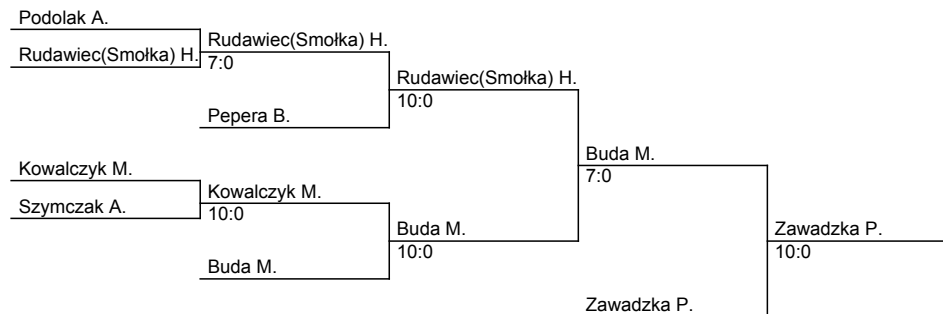 Podolak A.
Rudawiec(Smołka) H.
Rudawiec(Smołka) H.
7:0
Rudawiec(Smołka) H.
10:0
Pepera B.
Buda M.
7:0
Kowalczyk M.
Kowalczyk M.
10:0
Szymczak A.
Buda M.
10:0
Zawadzka P.
10:0
Buda M.
Zawadzka P.